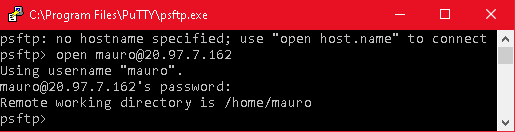 C:\Program Files\PuTTY\psftp.exe
psftp: no hostname specified; use "open host.name" to connect
psftp> open mauro@20.97.7.162
Using username "mauro".
mauro@20.97.7.162's password:
Remote working directory is /home/mauro
psftp>